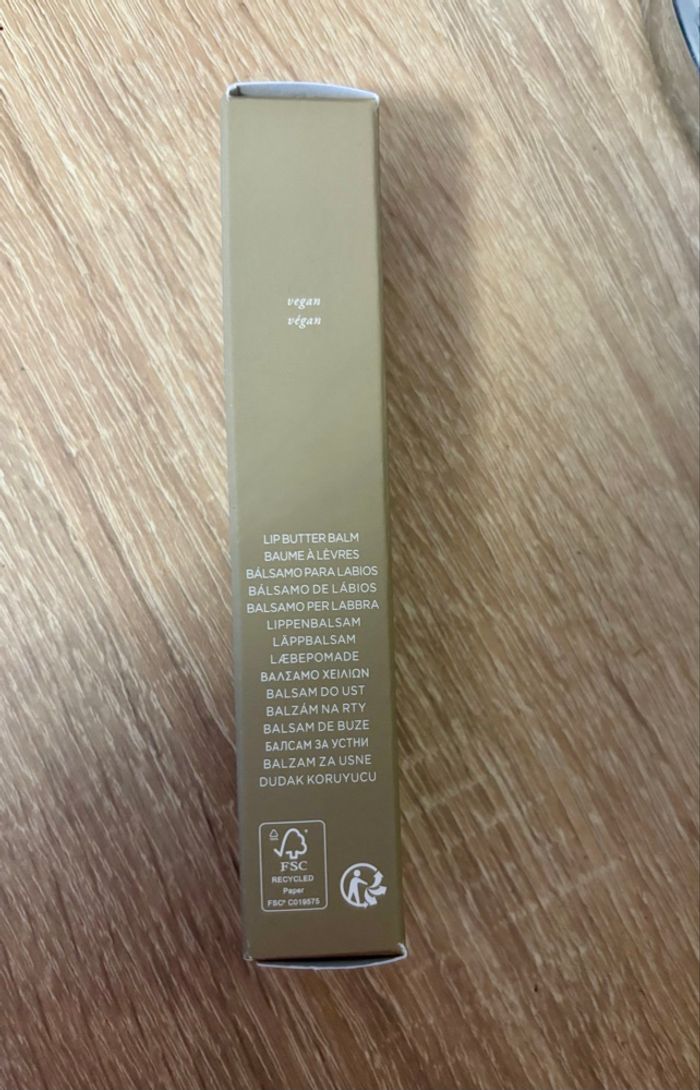 vegan
végan
LIP BUTTER BALM
BAUME À LÈVRES
BÁLSAMO PARA LABIOS
BÁLSAMO DE LÁBIOS
BALSAMO PER LABBRA
LIPPENBALSAM
LÄPPBALSAM
LÆBEPOMADE
ΒΑΛΣΑΜΟ ΧΕΙΛΙΩΝ
BALSAM DO UST
BALZÁM NA RTY
BALSAM DE BUZE
БАЛСАМ ЗА УСТНИ
BALZAM ZA USNE
DUDAK KORUYUCU
FSC
RECYCLED
Paper
FSC® C019575